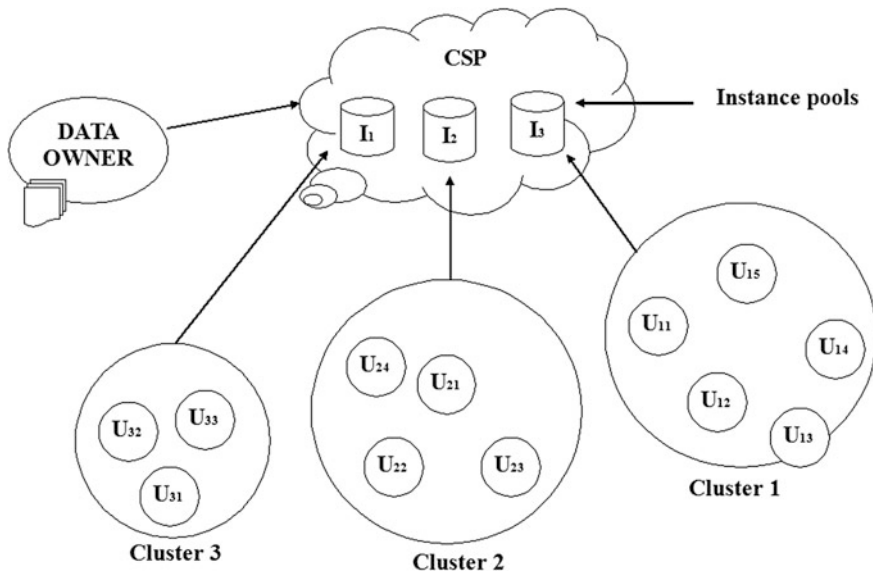 CSP
Instance pools
I₁
I₂
I₃
DATA
OWNER
U₁₅
U₁₁
U₁₄
U₁₂
U₁₃
Cluster 1
U₂₄
U₂₁
U₂₂
U₂₃
Cluster 2
U₃₂
U₃₃
U₃₁
Cluster 3